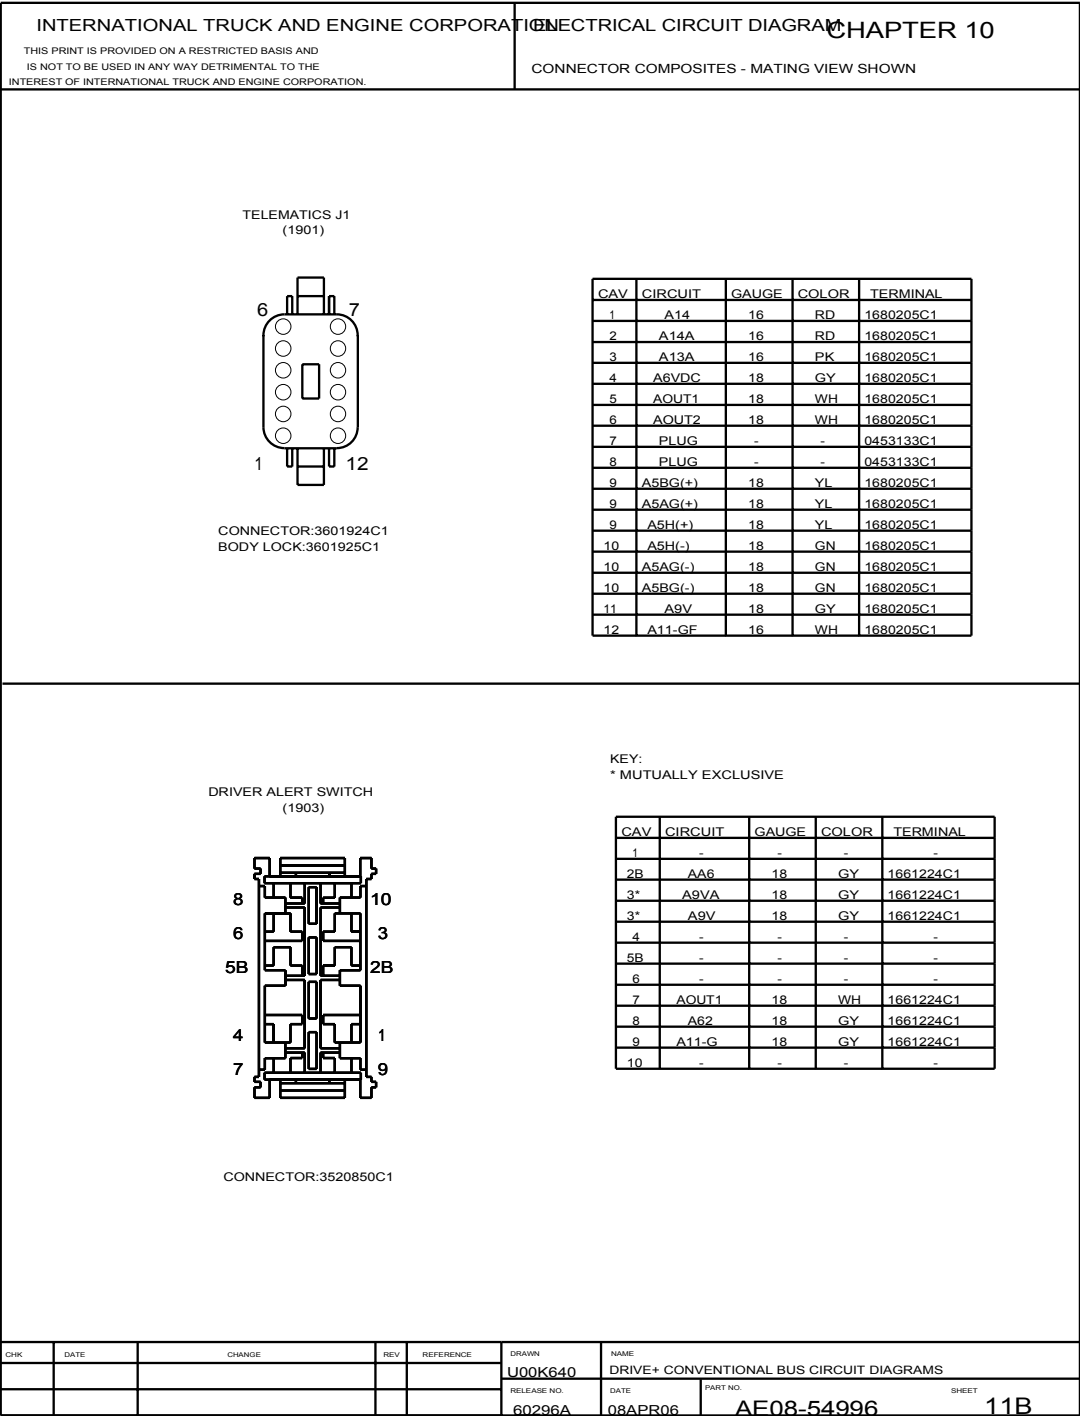 INTERNATIONAL TRUCK AND ENGINE CORPORATION
THIS PRINT IS PROVIDED ON A RESTRICTED BASIS AND
IS NOT TO BE USED IN ANY WAY DETRIMENTAL TO THE
INTEREST OF INTERNATIONAL TRUCK AND ENGINE CORPORATION.
ELECTRICAL CIRCUIT DIAGRAM
CHAPTER 10
CONNECTOR COMPOSITES - MATING VIEW SHOWN
TELEMATICS J1
(1901)
6 7
1 12
CONNECTOR:3601924C1
BODY LOCK:3601925C1
CAV CIRCUIT GAUGE COLOR TERMINAL
1 A14 16 RD 1680205C1
2 A14A 16 RD 1680205C1
3 A13A 16 PK 1680205C1
4 A6VDC 18 GY 1680205C1
5 AOUT1 18 WH 1680205C1
6 AOUT2 18 WH 1680205C1
7 PLUG - - 0453133C1
8 PLUG - - 0453133C1
9 A5BG(+) 18 YL 1680205C1
9 A5AG(+) 18 YL 1680205C1
9 A5H(+) 18 YL 1680205C1
10 A5H(-) 18 GN 1680205C1
10 A5AG(-) 18 GN 1680205C1
10 A5BG(-) 18 GN 1680205C1
11 A9V 18 GY 1680205C1
12 A11-GF 16 WH 1680205C1
DRIVER ALERT SWITCH
(1903)
8 10
6 3
5B 2B
4 1
7 9
CONNECTOR:3520850C1
KEY:
* MUTUALLY EXCLUSIVE
CAV CIRCUIT GAUGE COLOR TERMINAL
1 - - - -
2B AA6 18 GY 1661224C1
3* A9VA 18 GY 1661224C1
3* A9V 18 GY 1661224C1
4 - - - -
5B - - - -
6 - - - -
7 AOUT1 18 WH 1661224C1
8 A62 18 GY 1661224C1
9 A11-G 18 GY 1661224C1
10 - - - -
CHK DATE CHANGE REV REFERENCE
DRAWN
U00K640
NAME
DRIVE+ CONVENTIONAL BUS CIRCUIT DIAGRAMS
RELEASE NO.
60296A
DATE
08APR06
PART NO.
AE08-54996
SHEET
11B